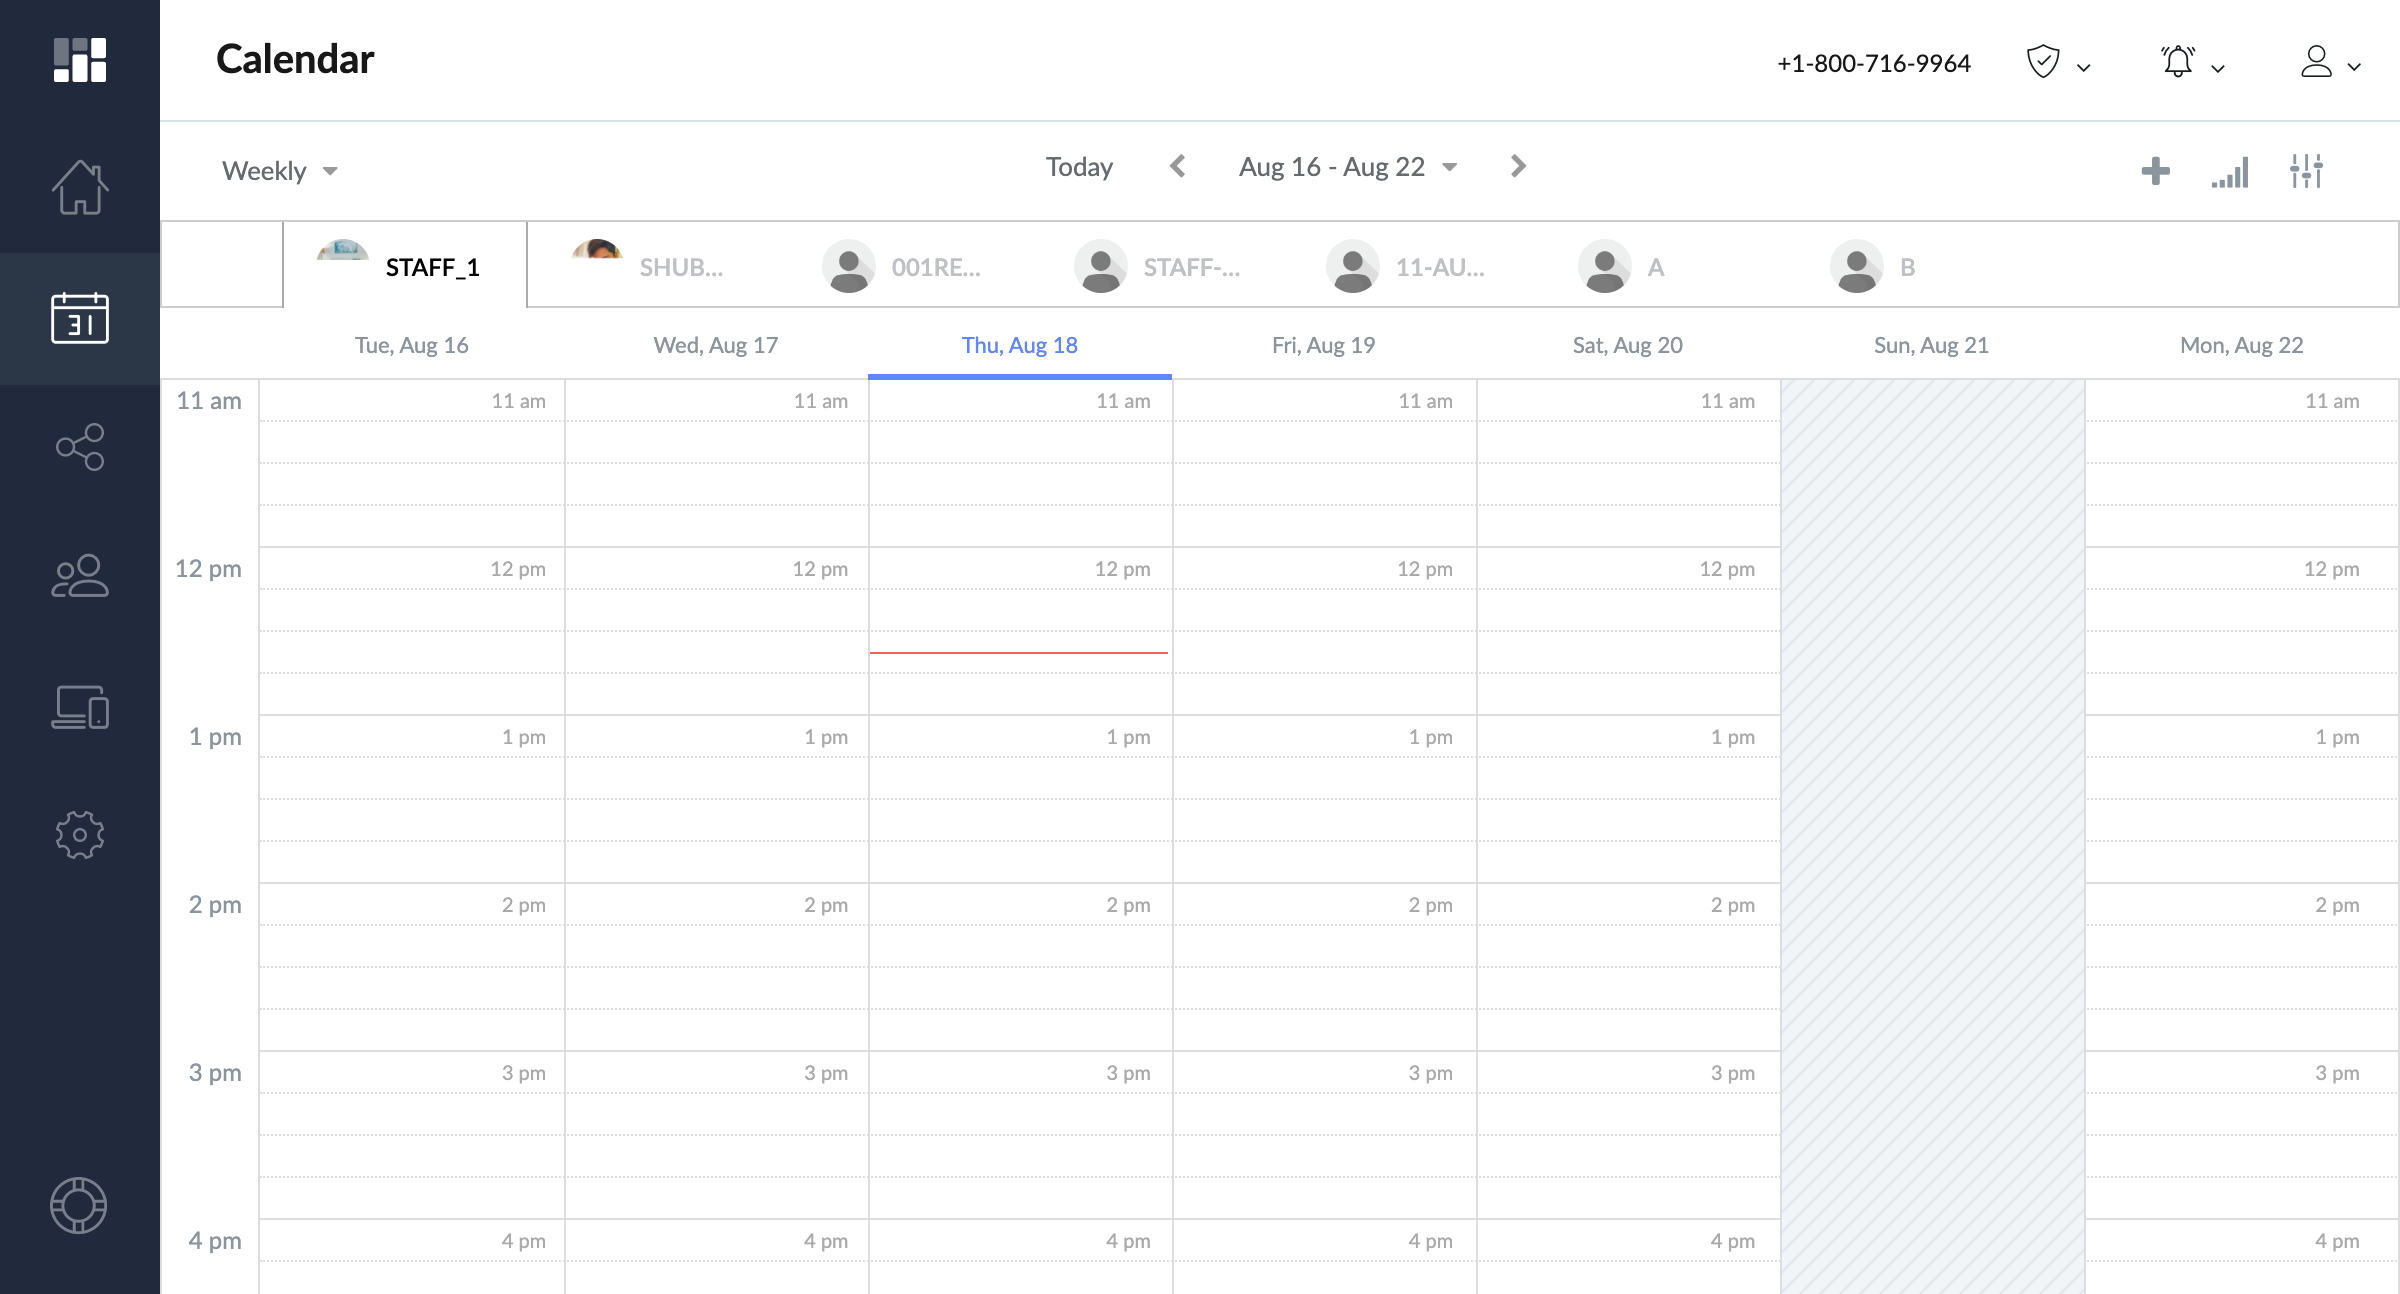 Calendar
+1-800-716-9964
Weekly
Today
Aug 16 - Aug 22
STAFF_1
SHUB...
001RE...
STAFF-...
11-AU...
A
B
31
Tue, Aug 16
Wed, Aug 17
Thu, Aug 18
Fri, Aug 19
Sat, Aug 20
Sun, Aug 21
Mon, Aug 22
11 am 11 am 11 am 11 am 11 am 11 am 11 am
12 pm 12 pm 12 pm 12 pm 12 pm 12 pm 12 pm
1 pm 1 pm 1 pm 1 pm 1 pm 1 pm 1 pm
2 pm 2 pm 2 pm 2 pm 2 pm 2 pm 2 pm
3 pm 3 pm 3 pm 3 pm 3 pm 3 pm 3 pm
4 pm 4 pm 4 pm 4 pm 4 pm 4 pm 4 pm